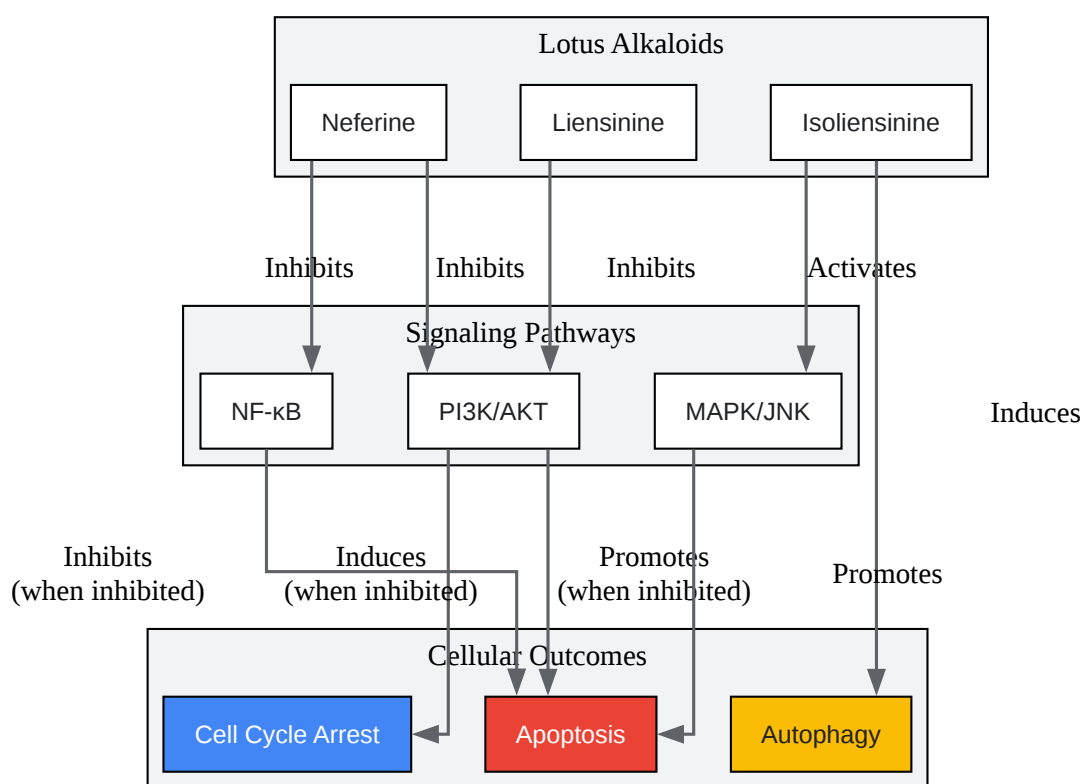 Lotus Alkaloids
Neferine
Liensinine
Isoliensinine
Inhibits
Inhibits
Inhibits
Activates
Signaling Pathways
NF-κB
PI3K/AKT
MAPK/JNK
Induces
Inhibits
(when inhibited)
Induces
(when inhibited)
Promotes
(when inhibited)
Promotes
Cellular Outcomes
Cell Cycle Arrest
Apoptosis
Autophagy